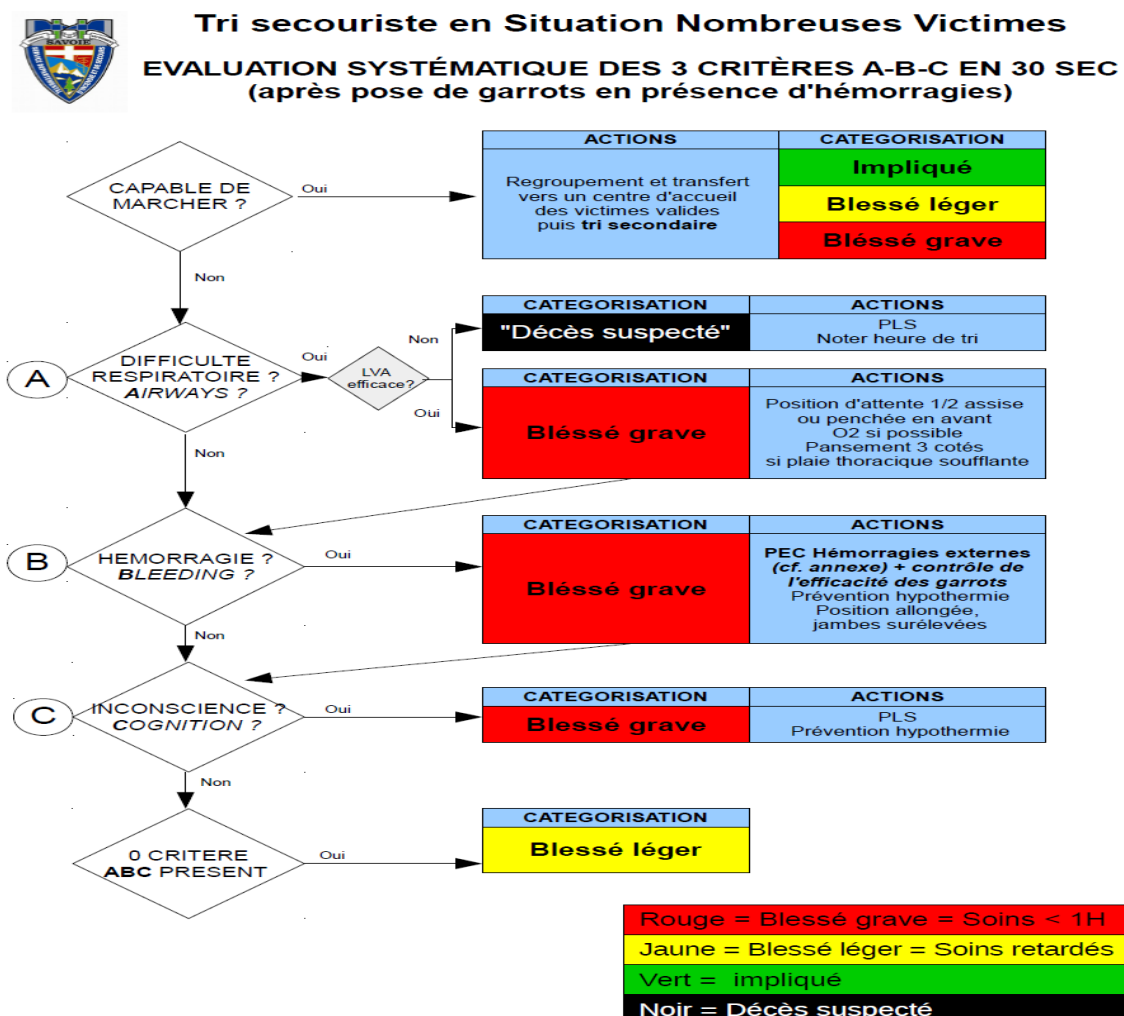 Tri secouriste en Situation Nombreuses Victimes
EVALUATION SYSTÉMATIQUE DES 3 CRITÈRES A-B-C EN 30 SEC
(après pose de garrots en présence d'hémorragies)
SAVOIE
CAPABLE DE
MARCHER ?
Oui
ACTIONS
CATEGORISATION
Regroupement et transfert
vers un centre d'accueil
des victimes valides
puis tri secondaire
Impliqué
Blessé léger
Bléssé grave
Non
A
DIFFICULTE
RESPIRATOIRE ?
AIRWAYS ?
Oui
LVA
efficace?
Non
CATEGORISATION
ACTIONS
"Décès suspecté"
PLS
Noter heure de tri
Oui
CATEGORISATION
ACTIONS
Bléssé grave
Position d'attente 1/2 assise
ou penchée en avant
O2 si possible
Pansement 3 cotés
si plaie thoracique soufflante
Non
B
HEMORRAGIE ?
BLEEDING ?
Oui
CATEGORISATION
ACTIONS
Bléssé grave
PEC Hémorragies externes
(cf. annexe) + contrôle de
l'efficacité des garrots
Prévention hypothermie
Position allongée,
jambes surélevées
Non
C
INCONSCIENCE ?
COGNITION ?
Oui
CATEGORISATION
ACTIONS
Blessé grave
PLS
Prévention hypothermie
Non
0 CRITERE
ABC PRESENT
Oui
CATEGORISATION
Blessé léger
Rouge = Blessé grave = Soins < 1H
Jaune = Blessé léger = Soins retardés
Vert = impliqué
Noir = Décès suspecté